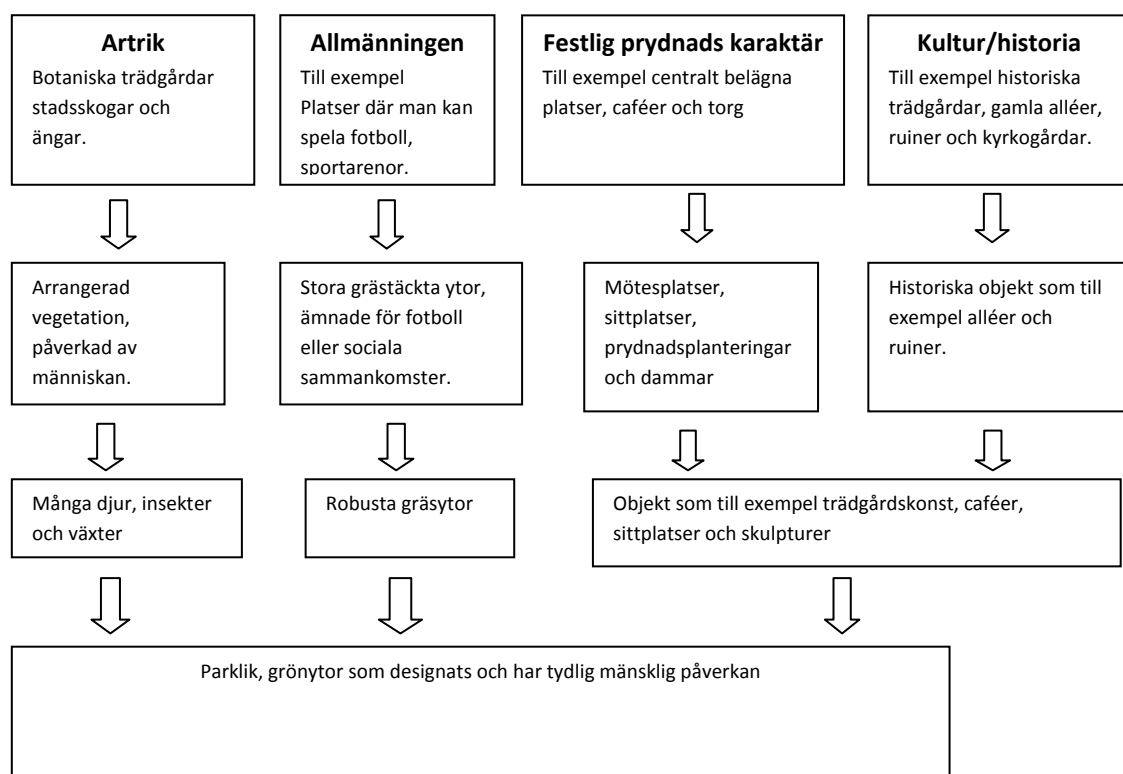 Artrik
Botaniska trädgårdar
stadsskogar och
ängar.
Allmänningen
Till exempel
Platser där man kan
spela fotboll,
sportarenor.
Festlig prydnads karaktär
Till exempel centralt belägna
platser, caféer och torg
Kultur/historia
Till exempel historiska
trädgårdar, gamla alléer,
ruiner och kyrkogårdar.
Arrangerad
vegetation,
påverkad av
människan.
Stora grästäckta ytor,
ämnade för fotboll
eller sociala
sammankomster.
Mötesplatser,
sittplatser,
prydnadsplanteringar
och dammar
Historiska objekt som till
exempel alléer och
ruiner.
Många djur, insekter
och växter
Robusta gräsytor
Objekt som till exempel trädgårdskonst, caféer,
sittplatser och skulpturer
Parklik, grönytor som designats och har tydlig mänsklig påverkan